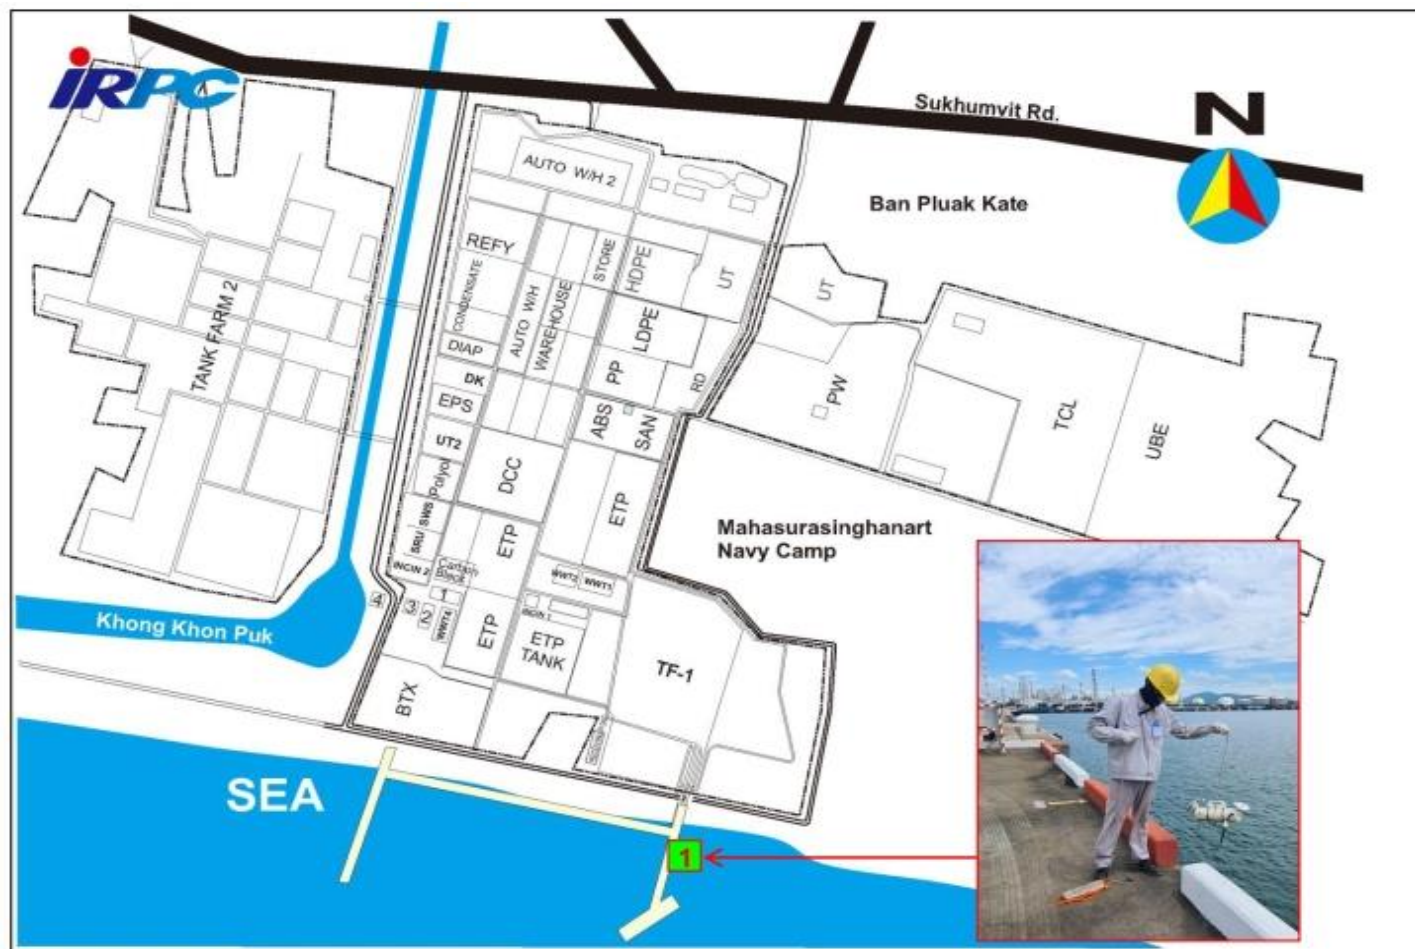 iRPC
Sukhumvit Rd.
N
AUTO W/H 2
Ban Pluak Kate
REFY
STORE
HDPE
UT
UT
CONDENSATE
AUTO W/H
WAREHOUSE
TANK FARM 2
LDPE
DIAP
PP
RD
DK
PW
EPS
ABS
SAN
TCL
UBE
UT2
Polyol
DCC
SWS
ETP
Mahasurasinghanart
Navy Camp
SRU
ETP
INCIN 2
Carbon
Black
WWT2
WWT1
1
4
3
2
WWT4
INCIN 1
Khong Khon Puk
ETP
ETP
TANK
TF-1
BTX
SEA
1